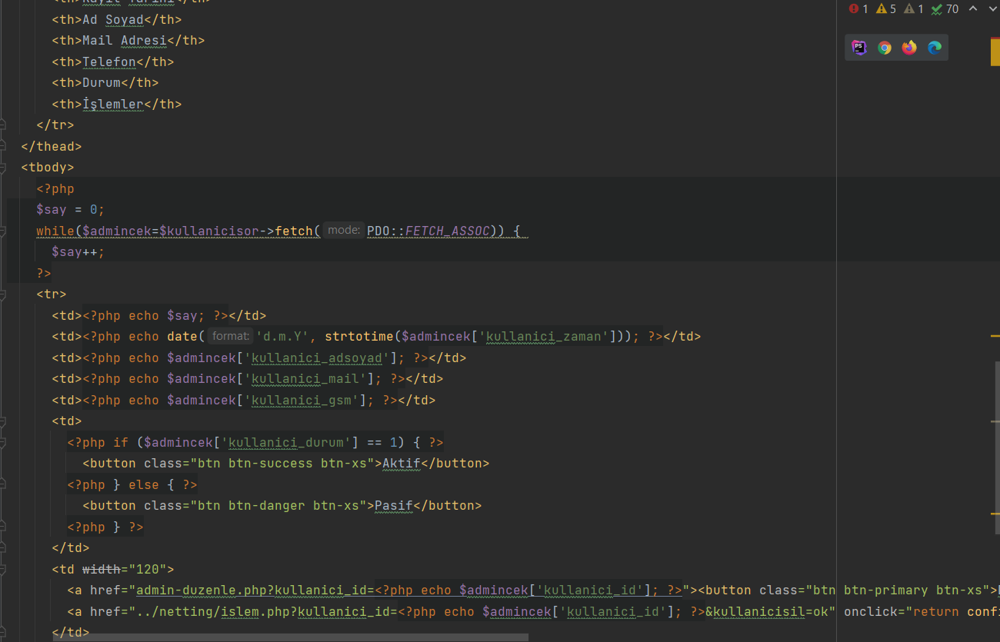 <th>Kayıt Tarihi</th>
<th>Ad Soyad</th>
<th>Mail Adresi</th>
<th>Telefon</th>
<th>Durum</th>
<th>İşlemler</th>
</tr>
</thead>
<tbody>
<?php
$say = 0;
while($admincek=$kullanicisor->fetch( mode: PDO::FETCH_ASSOC)) {
$say++;
?>
<tr>
<td><?php echo $say; ?></td>
<td><?php echo date( format: 'd.m.Y', strtotime($admincek['kullanici_zaman'])); ?></td>
<td><?php echo $admincek['kullanici_adsoyad']; ?></td>
<td><?php echo $admincek['kullanici_mail']; ?></td>
<td><?php echo $admincek['kullanici_gsm']; ?></td>
<td>
<?php if ($admincek['kullanici_durum'] == 1) { ?>
<button class="btn btn-success btn-xs">Aktif</button>
<?php } else { ?>
<button class="btn btn-danger btn-xs">Pasif</button>
<?php } ?>
</td>
<td width="120">
<a href="admin-duzenle.php?kullanici_id=<?php echo $admincek['kullanici_id']; ?>"><button class="btn btn-primary btn-xs">
<a href="../netting/islem.php?kullanici_id=<?php echo $admincek['kullanici_id']; ?>&kullanicisil=ok" onclick="return conf
</td>
1 5 1 70
PS